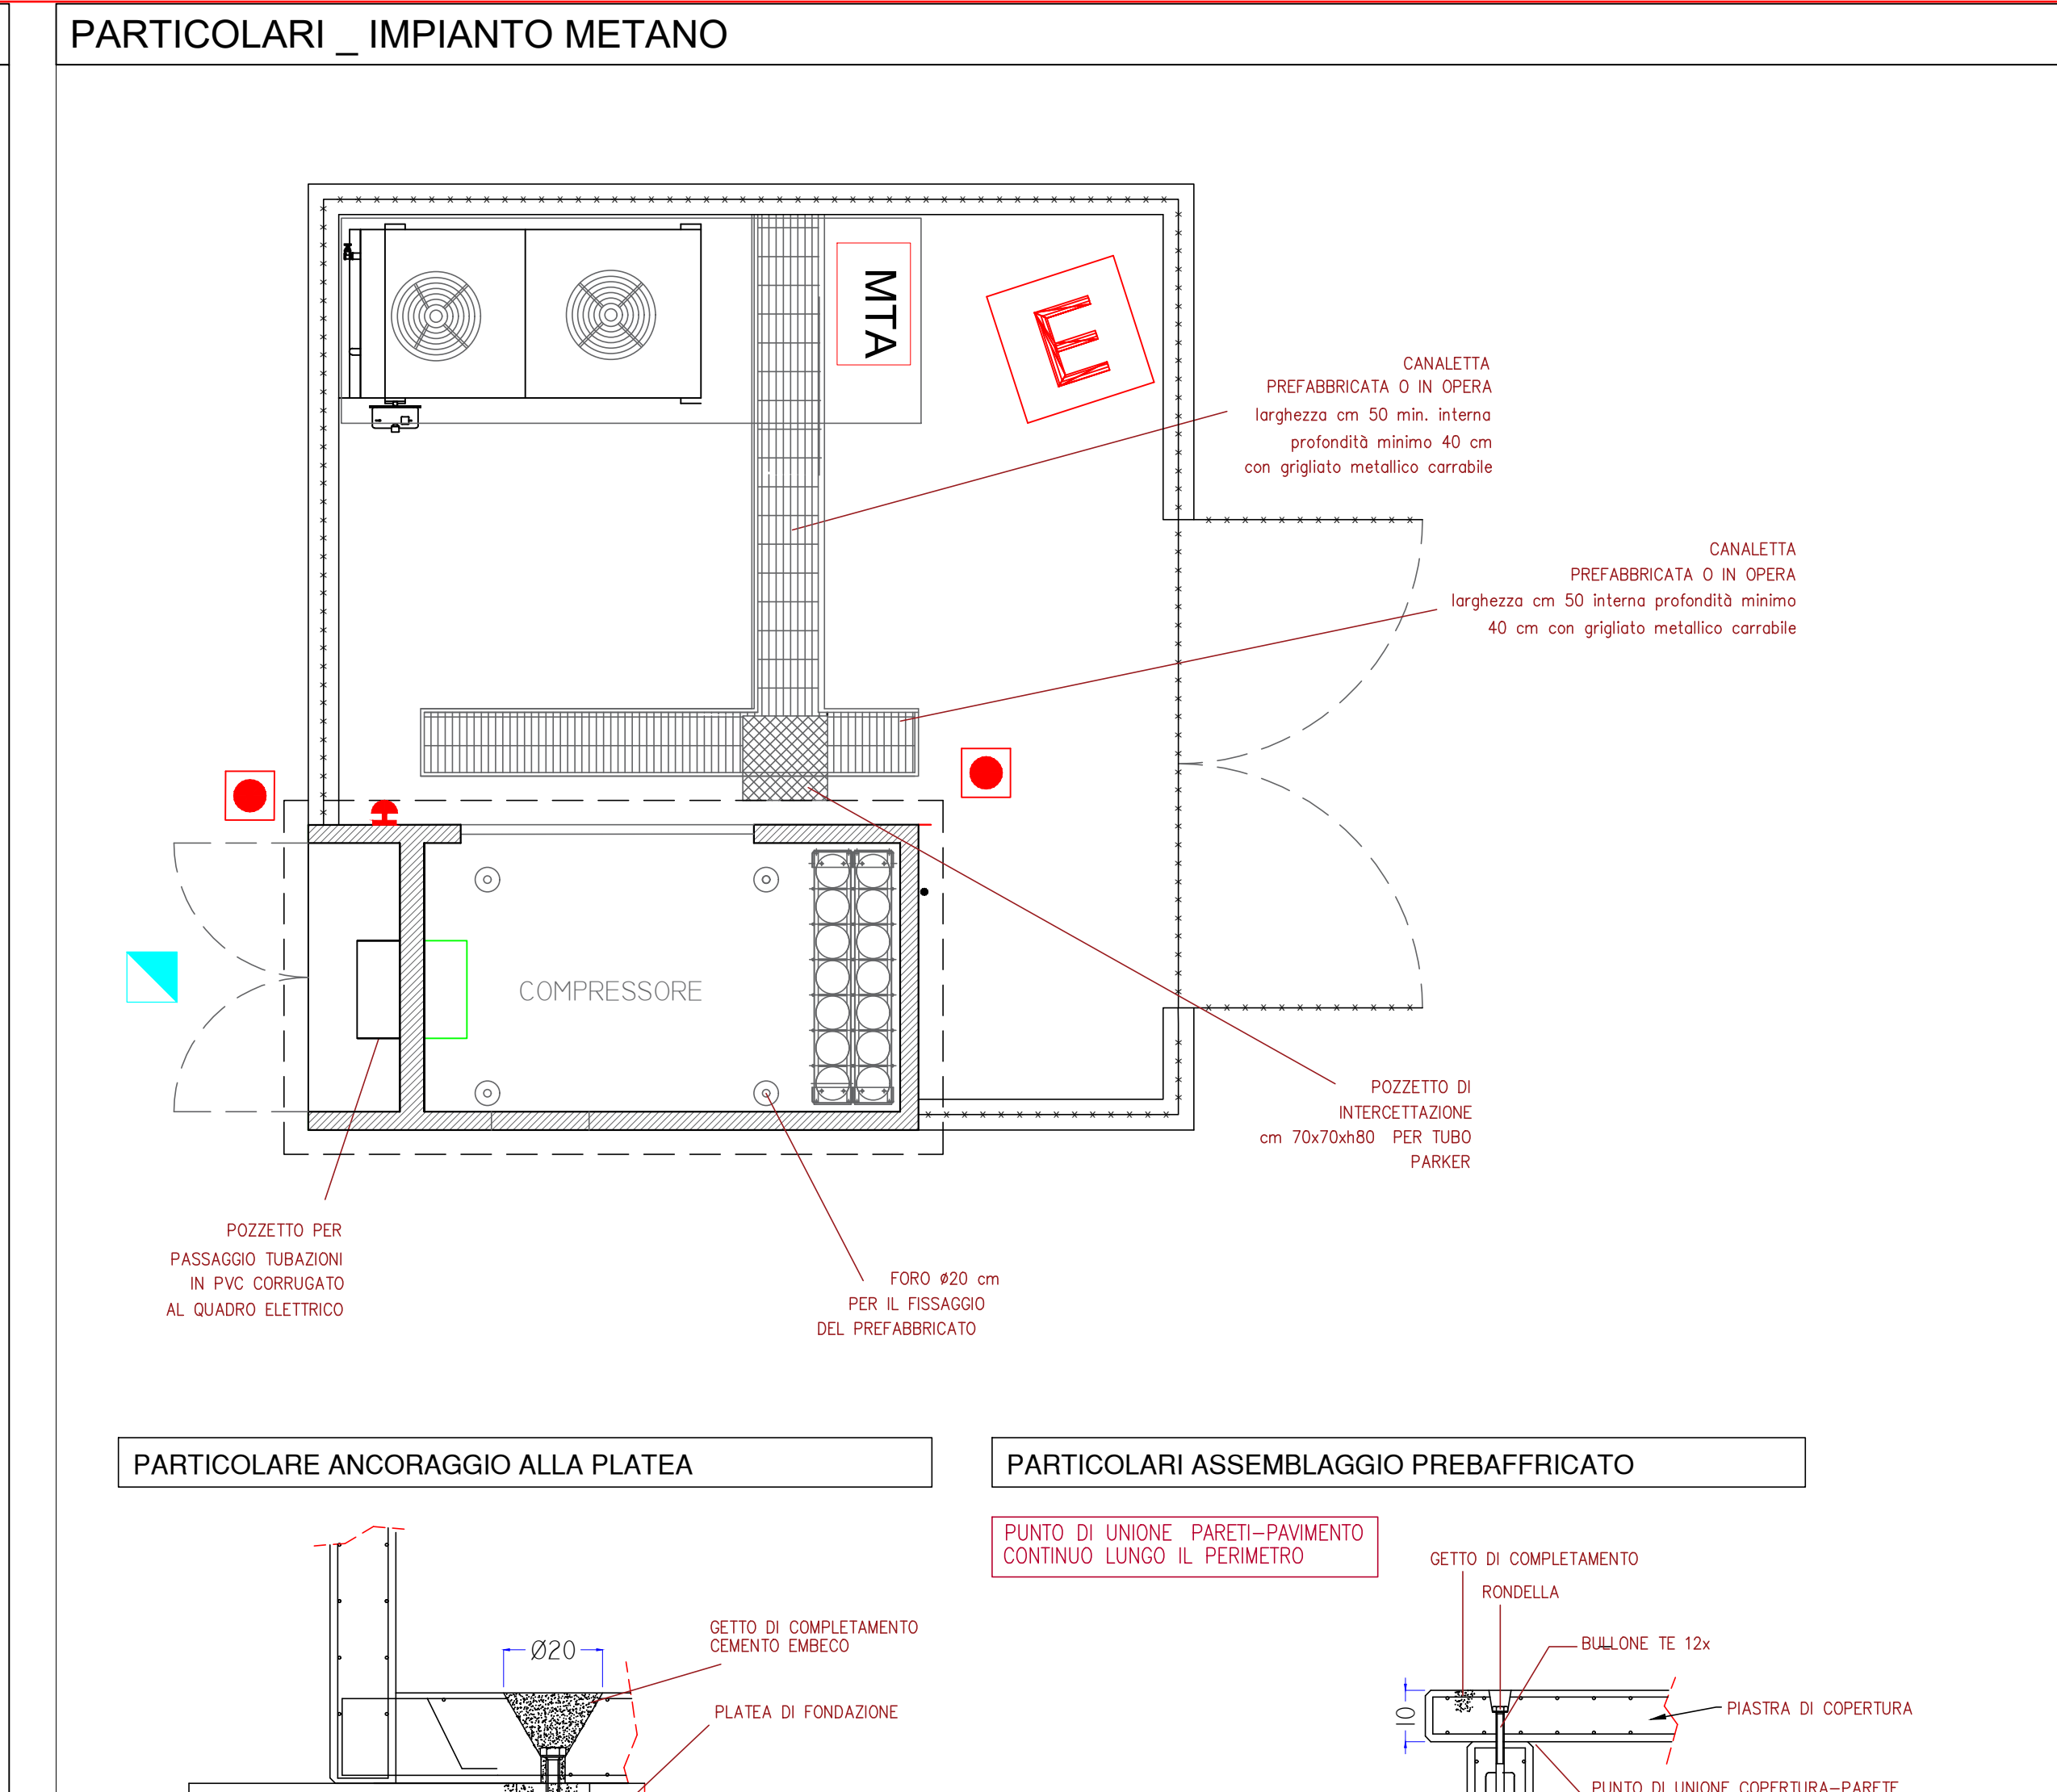 PARTICOLARI _ IMPIANTO METANO
MTA
E
CANALETTA
PREFABBRICATA O IN OPERA
larghezza cm 50 min. interna
profondità minimo 40 cm
con grigliato metallico carrabile
CANALETTA
PREFABBRICATA O IN OPERA
larghezza cm 50 interna profondità minimo
40 cm con grigliato metallico carrabile
COMPRESSORE
POZZETTO DI
INTERCETTAZIONE
cm 70x70xh80 PER TUBO
PARKER
POZZETTO PER
PASSAGGIO TUBAZIONI
IN PVC CORRUGATO
AL QUADRO ELETTRICO
FORO ø20 cm
PER IL FISSAGGIO
DEL PREFABBRICATO
PARTICOLARE ANCORAGGIO ALLA PLATEA
Ø20
GETTO DI COMPLETAMENTO
CEMENTO EMBECO
PLATEA DI FONDAZIONE
PARTICOLARI ASSEMBLAGGIO PREBAFFRICATO
PUNTO DI UNIONE PARETI-PAVIMENTO
CONTINUO LUNGO IL PERIMETRO
GETTO DI COMPLETAMENTO
RONDELLA
BULLONE TE 12x
10
PIASTRA DI COPERTURA
PUNTO DI UNIONE COPERTURA-PARETE